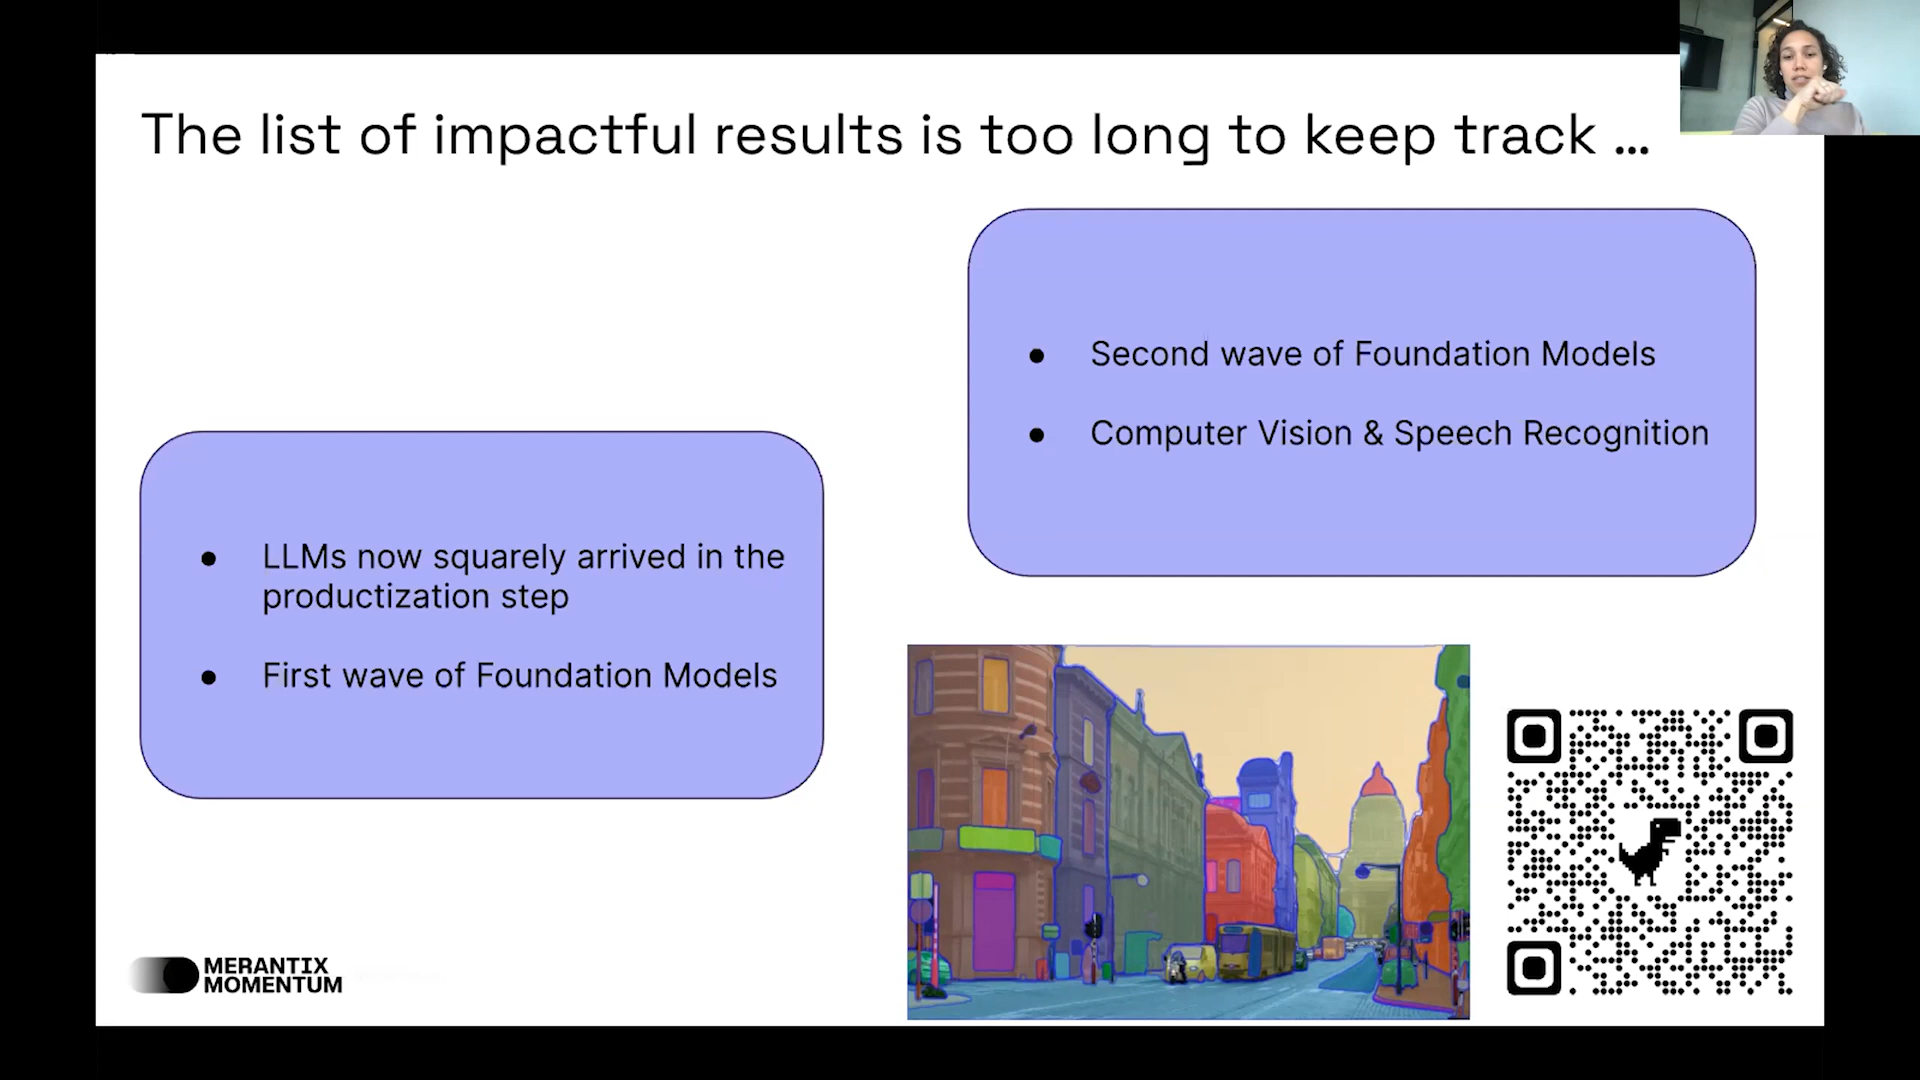 The list of impactful results is too long to keep track ...
● LLMs now squarely arrived in the
productization step
● First wave of Foundation Models
● Second wave of Foundation Models
● Computer Vision & Speech Recognition
MERANTIX
MOMENTUM